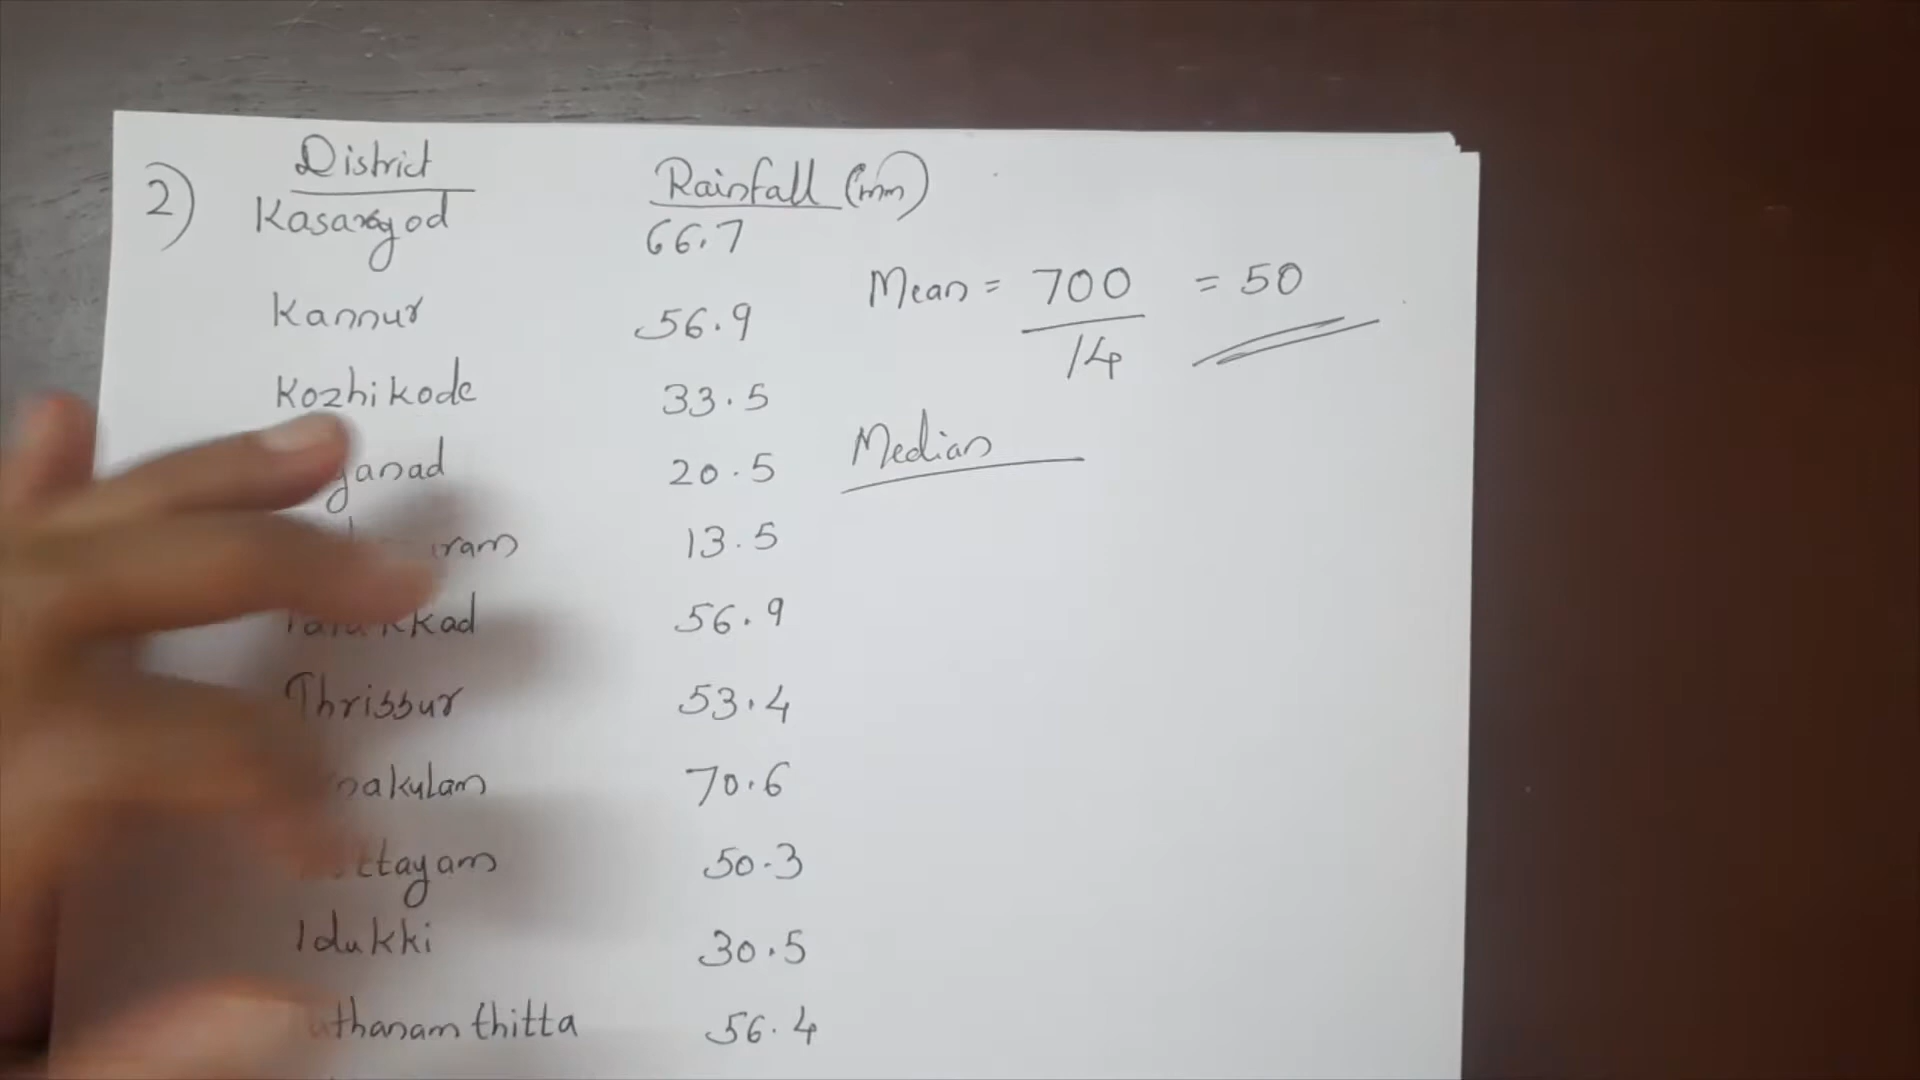 2) District Rainfall (mm)
Kasaragod 66.7
Mean = 700 = 50
14
Kannur 56.9
Kozhikode 33.5
Median
20.5
13.5
56.9
Thrissur 53.4
70.6
50.3
Idukki 30.5
56.4